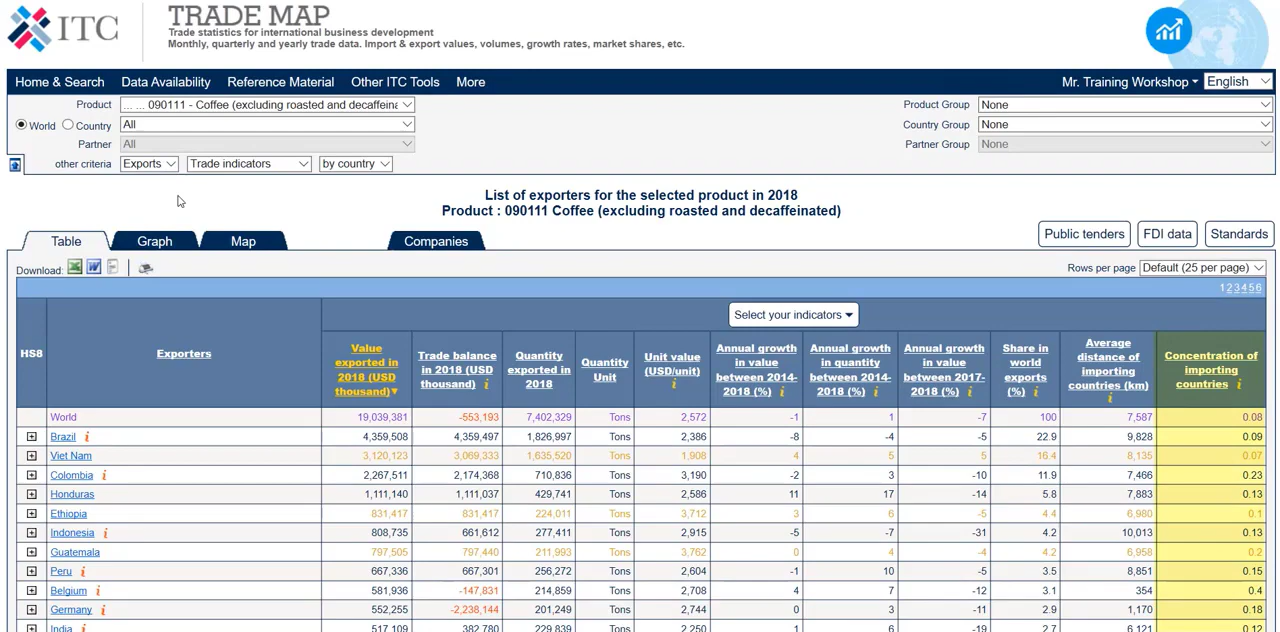 ITC
TRADE MAP
Trade statistics for international business development
Monthly, quarterly and yearly trade data. Import & export values, volumes, growth rates, market shares, etc.
Home & Search Data Availability Reference Material Other ITC Tools More Mr. Training Workshop English
Product ... ... 090111 - Coffee (excluding roasted and decaffeina Product Group None
World Country All Country Group None
Partner All Partner Group None
other criteria Exports Trade indicators by country
List of exporters for the selected product in 2018
Product : 090111 Coffee (excluding roasted and decaffeinated)
Table Graph Map Companies Public tenders FDI data Standards
Download: Rows per page Default (25 per page)
1 2 3 4 5 6
Select your indicators
HS8 Exporters
Value exported in 2018 (USD thousand)
Trade balance in 2018 (USD thousand) i
Quantity exported in 2018
Quantity Unit
Unit value (USD/unit) i
Annual growth in value between 2014-2018 (%) i
Annual growth in quantity between 2014-2018 (%) i
Annual growth in value between 2017-2018 (%) i
Share in world exports (%) i
Average distance of importing countries (km) i
Concentration of importing countries i
World 19,039,381 -553,193 7,402,329 Tons 2,572 -1 1 -7 100 7,587 0.08
Brazil i 4,359,508 4,359,497 1,826,997 Tons 2,386 -8 -4 -5 22.9 9,828 0.09
Viet Nam 3,120,123 3,069,333 1,635,520 Tons 1,908 4 5 5 16.4 8,135 0.07
Colombia i 2,267,511 2,174,368 710,836 Tons 3,190 -2 3 -10 11.9 7,466 0.23
Honduras 1,111,140 1,111,037 429,741 Tons 2,586 11 17 -14 5.8 7,883 0.13
Ethiopia 831,417 831,417 224,011 Tons 3,712 3 6 -5 4.4 6,980 0.1
Indonesia i 808,735 661,612 277,411 Tons 2,915 -5 -7 -31 4.2 10,013 0.13
Guatemala 797,505 797,440 211,993 Tons 3,762 0 4 -4 4.2 6,958 0.2
Peru i 667,336 667,301 256,272 Tons 2,604 -1 10 -5 3.5 8,851 0.15
Belgium i 581,936 -147,831 214,859 Tons 2,708 4 7 -12 3.1 354 0.4
Germany i 552,255 -2,238,144 201,249 Tons 2,744 0 3 -11 2.9 1,170 0.18
India i 517,109 382,780 229,839 Tons 2,250 1 6 -19 2.7 6,121 0.12